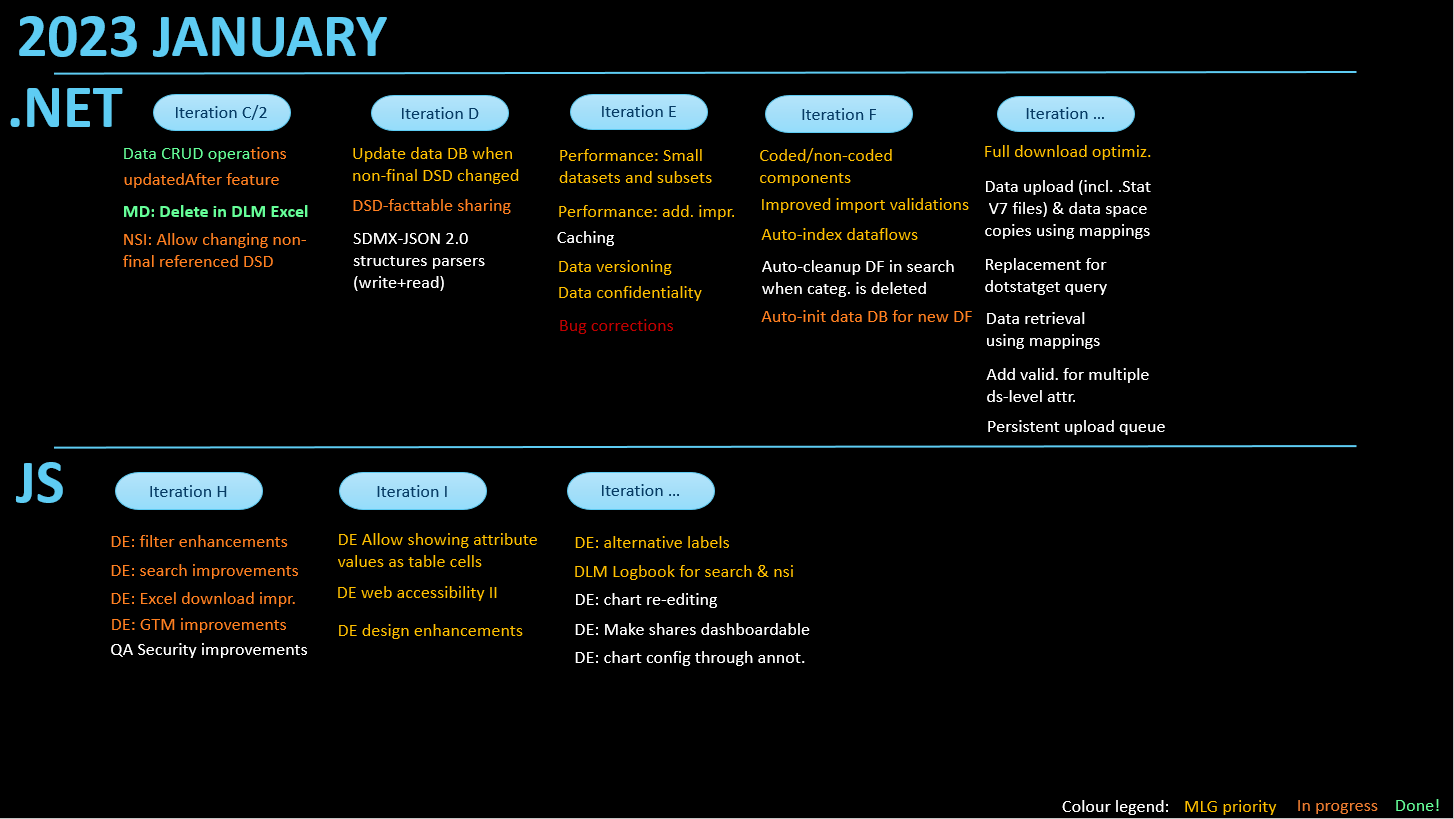 2023 JANUARY
.NET
Iteration C/2
Data CRUD operations
updatedAfter feature
MD: Delete in DLM Excel
NSI: Allow changing non-
final referenced DSD
Iteration D
Update data DB when
non-final DSD changed
DSD-facttable sharing
SDMX-JSON 2.0
structures parsers
(write+read)
Iteration E
Performance: Small
datasets and subsets
Performance: add. impr.
Caching
Data versioning
Data confidentiality
Bug corrections
Iteration F
Coded/non-coded
components
Improved import validations
Auto-index dataflows
Auto-cleanup DF in search
when categ. is deleted
Auto-init data DB for new DF
Iteration ...
Full download optimiz.
Data upload (incl. .Stat
V7 files) & data space
copies using mappings
Replacement for
dotstatget query
Data retrieval
using mappings
Add valid. for multiple
ds-level attr.
Persistent upload queue
JS
Iteration H
DE: filter enhancements
DE: search improvements
DE: Excel download impr.
DE: GTM improvements
QA Security improvements
Iteration I
DE Allow showing attribute
values as table cells
DE web accessibility II
DE design enhancements
Iteration ...
DE: alternative labels
DLM Logbook for search & nsi
DE: chart re-editing
DE: Make shares dashboardable
DE: chart config through annot.
Colour legend: MLG priority In progress Done!